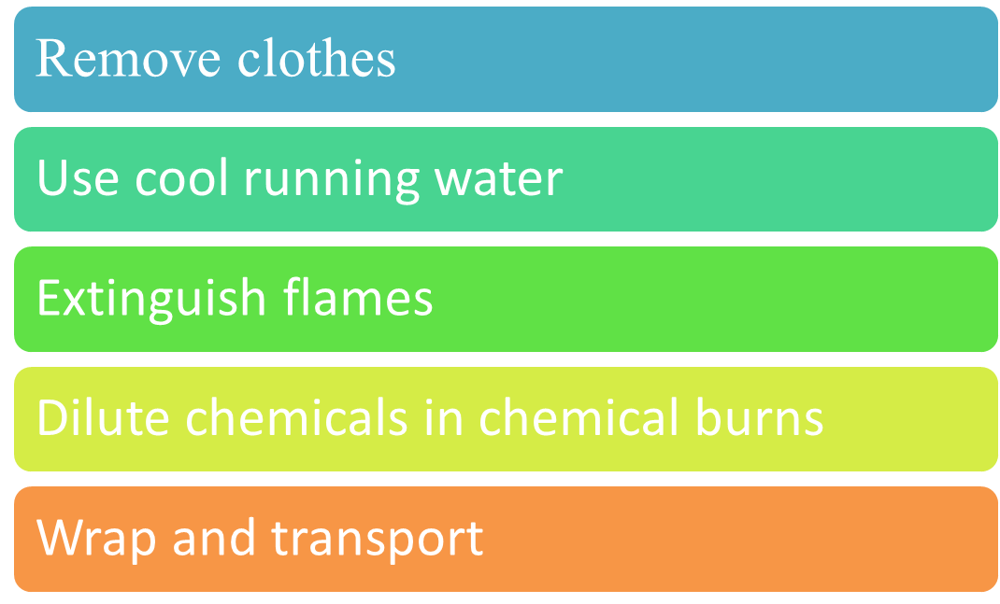 Remove clothes
Use cool running water
Extinguish flames
Dilute chemicals in chemical burns
Wrap and transport